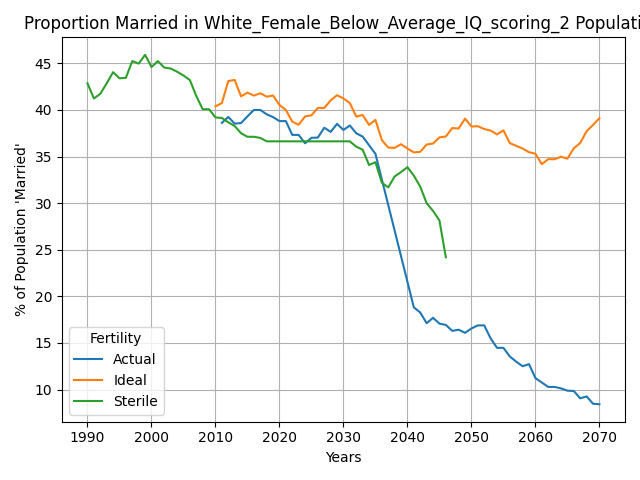 Proportion Married in White_Female_Below_Average_IQ_scoring_2 Populati
% of Population 'Married'
45
40
35
30
25
20
15
10
Fertility
Actual
Ideal
Sterile
1990 2000 2010 2020 2030 2040 2050 2060 2070
Years